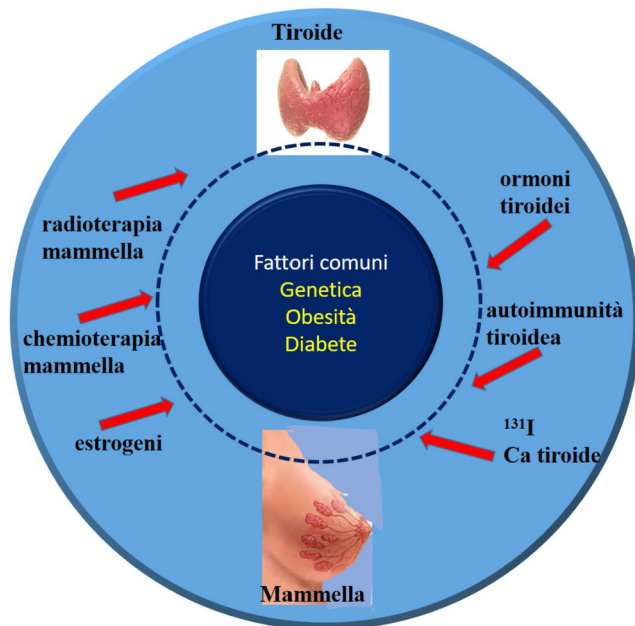 Tiroide
radioterapia
mammella
chemioterapia
mammella
estrogeni
Fattori comuni
Genetica
Obesità
Diabete
ormoni
tiroidei
autoimmunità
tiroidea
¹³¹I
Ca tiroide
Mammella